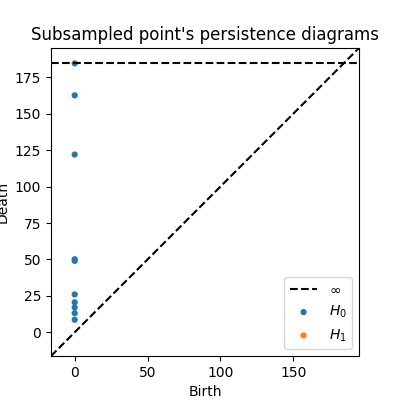 Subsampled point's persistence diagrams
175
150
125
100
75
50
25
0
Death
0 50 100 150
Birth
∞
H₀
H₁